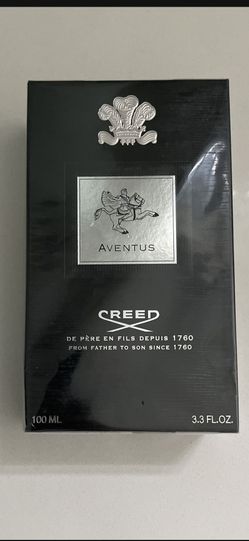 AVENTUS
CREED
DE PÈRE EN FILS DEPUIS 1760
FROM FATHER TO SON SINCE 1760
100 ML 3.3 FL.OZ.